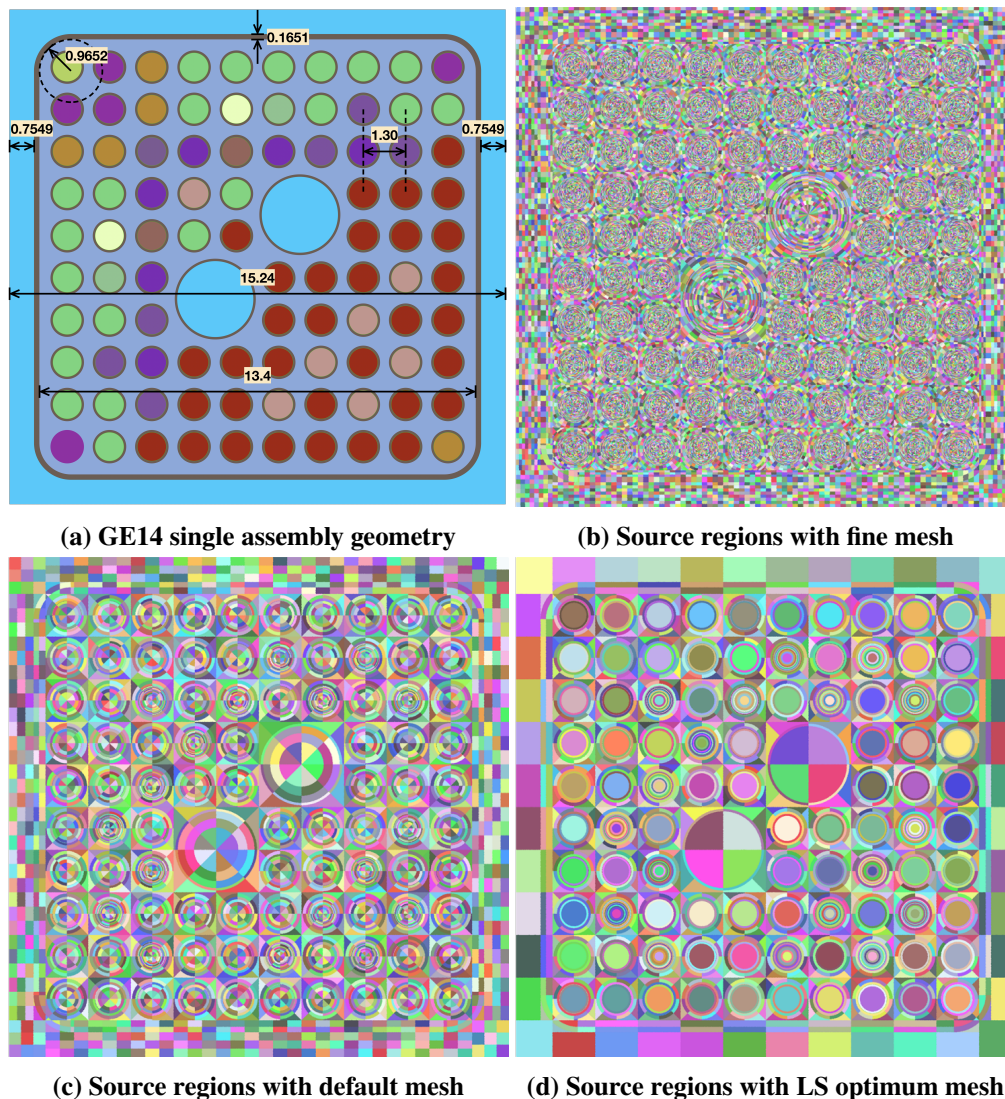 0.1651
0.9652
0.7549
0.7549
1.30
15.24
13.4
(a) GE14 single assembly geometry
(b) Source regions with fine mesh
(c) Source regions with default mesh
(d) Source regions with LS optimum mesh